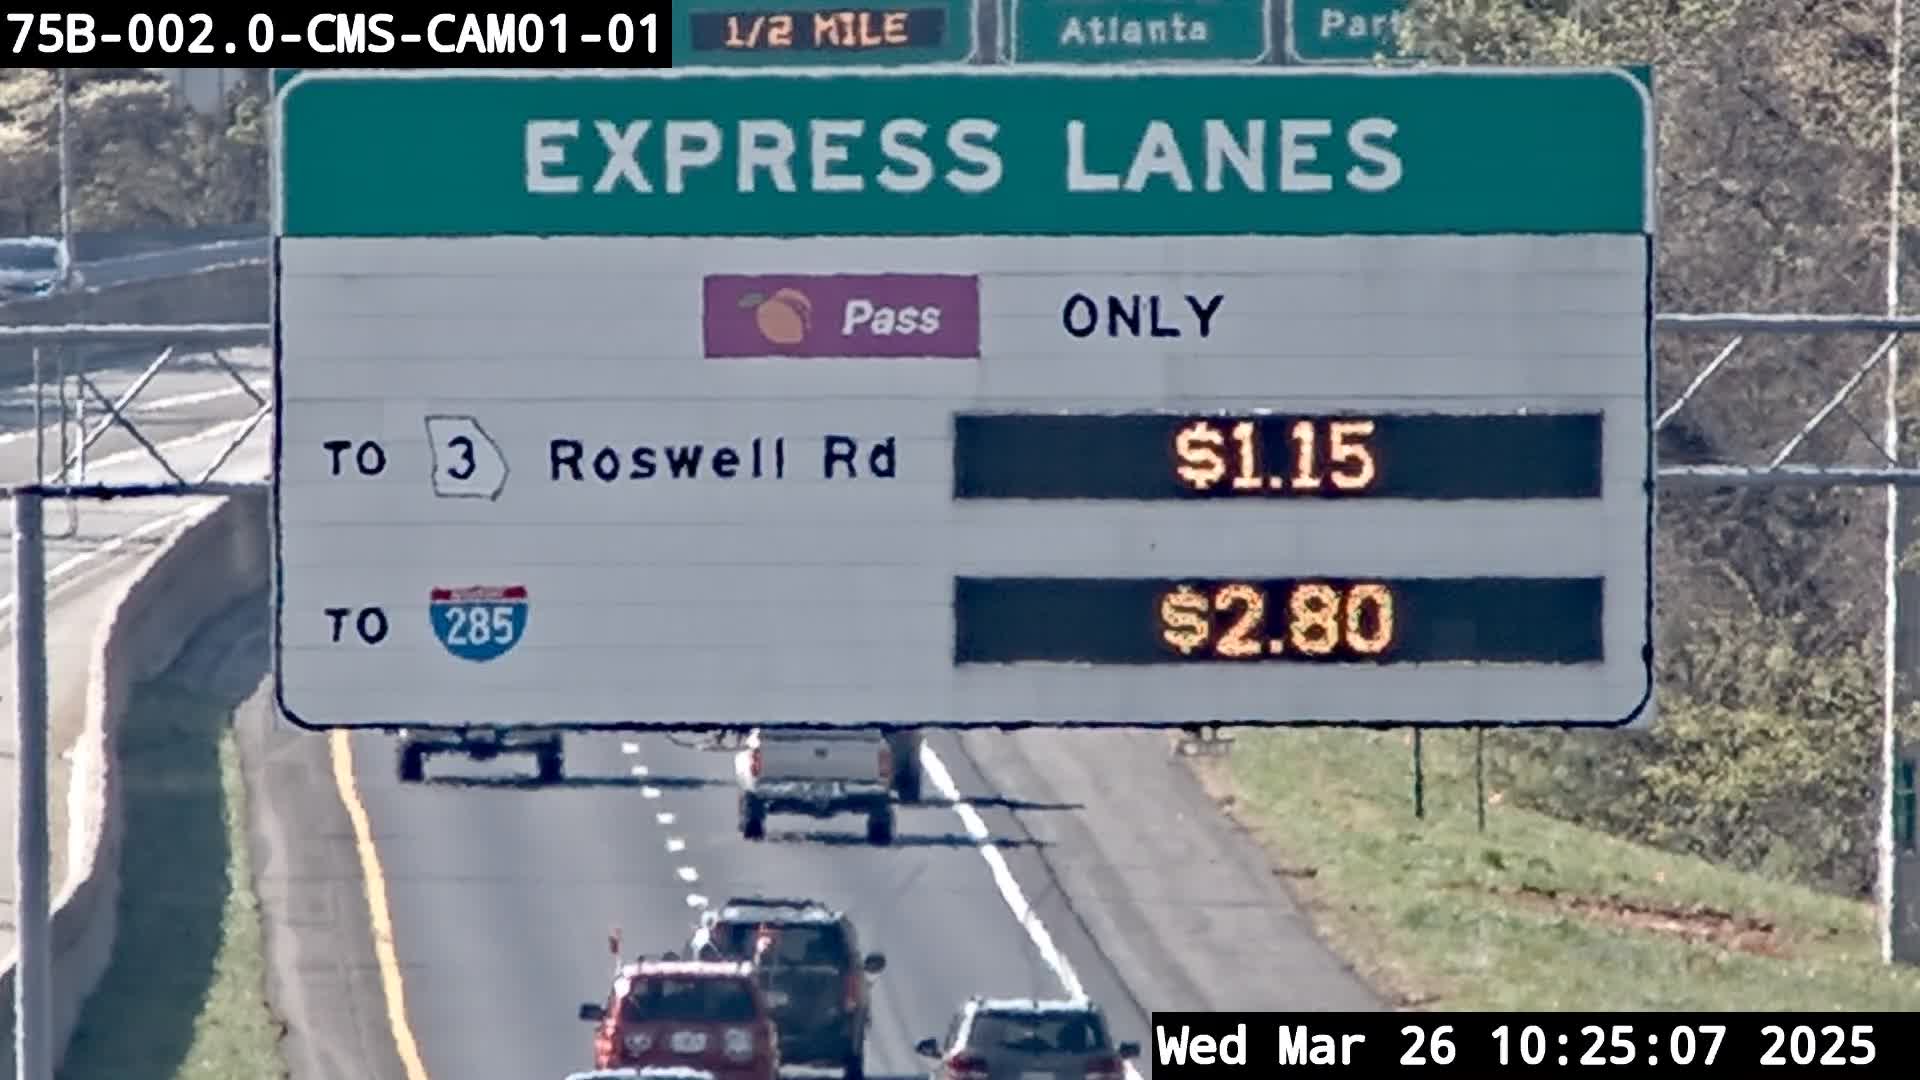 75B-002.0-CMS-CAM01-01
1/2 MILE
Atlanta
EXPRESS LANES
Pass ONLY
TO 3 Roswell Rd $1.15
TO 285 $2.80
Wed Mar 26 10:25:07 2025